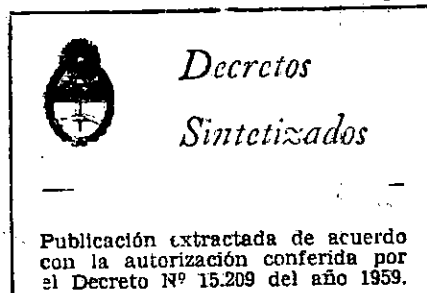 Decretos
Sintetizados
Publicación extractada de acuerdo
con la autorización conferida por
el Decreto Nº 15.209 del año 1959.